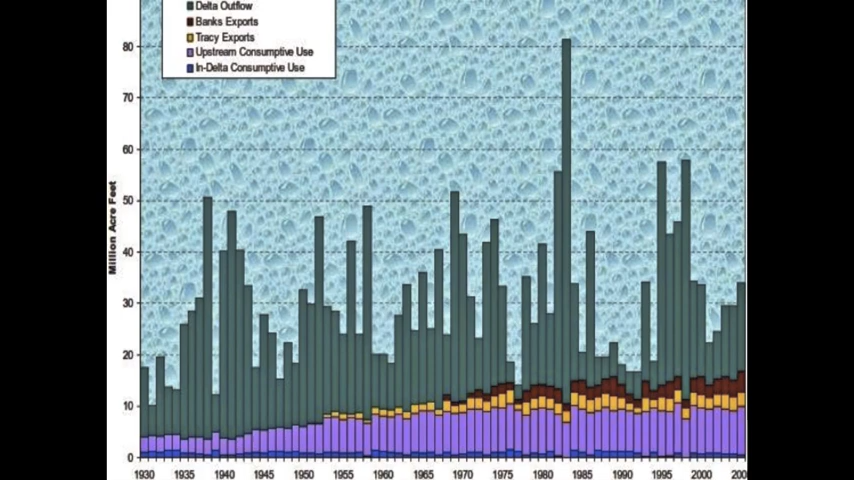 Delta Outflow
Banks Exports
Tracy Exports
Upstream Consumptive Use
In-Delta Consumptive Use
Million Acre Feet
80
70
60
50
40
30
20
10
0
1930 1935 1940 1945 1950 1955 1960 1965 1970 1975 1980 1985 1990 1995 2000 200